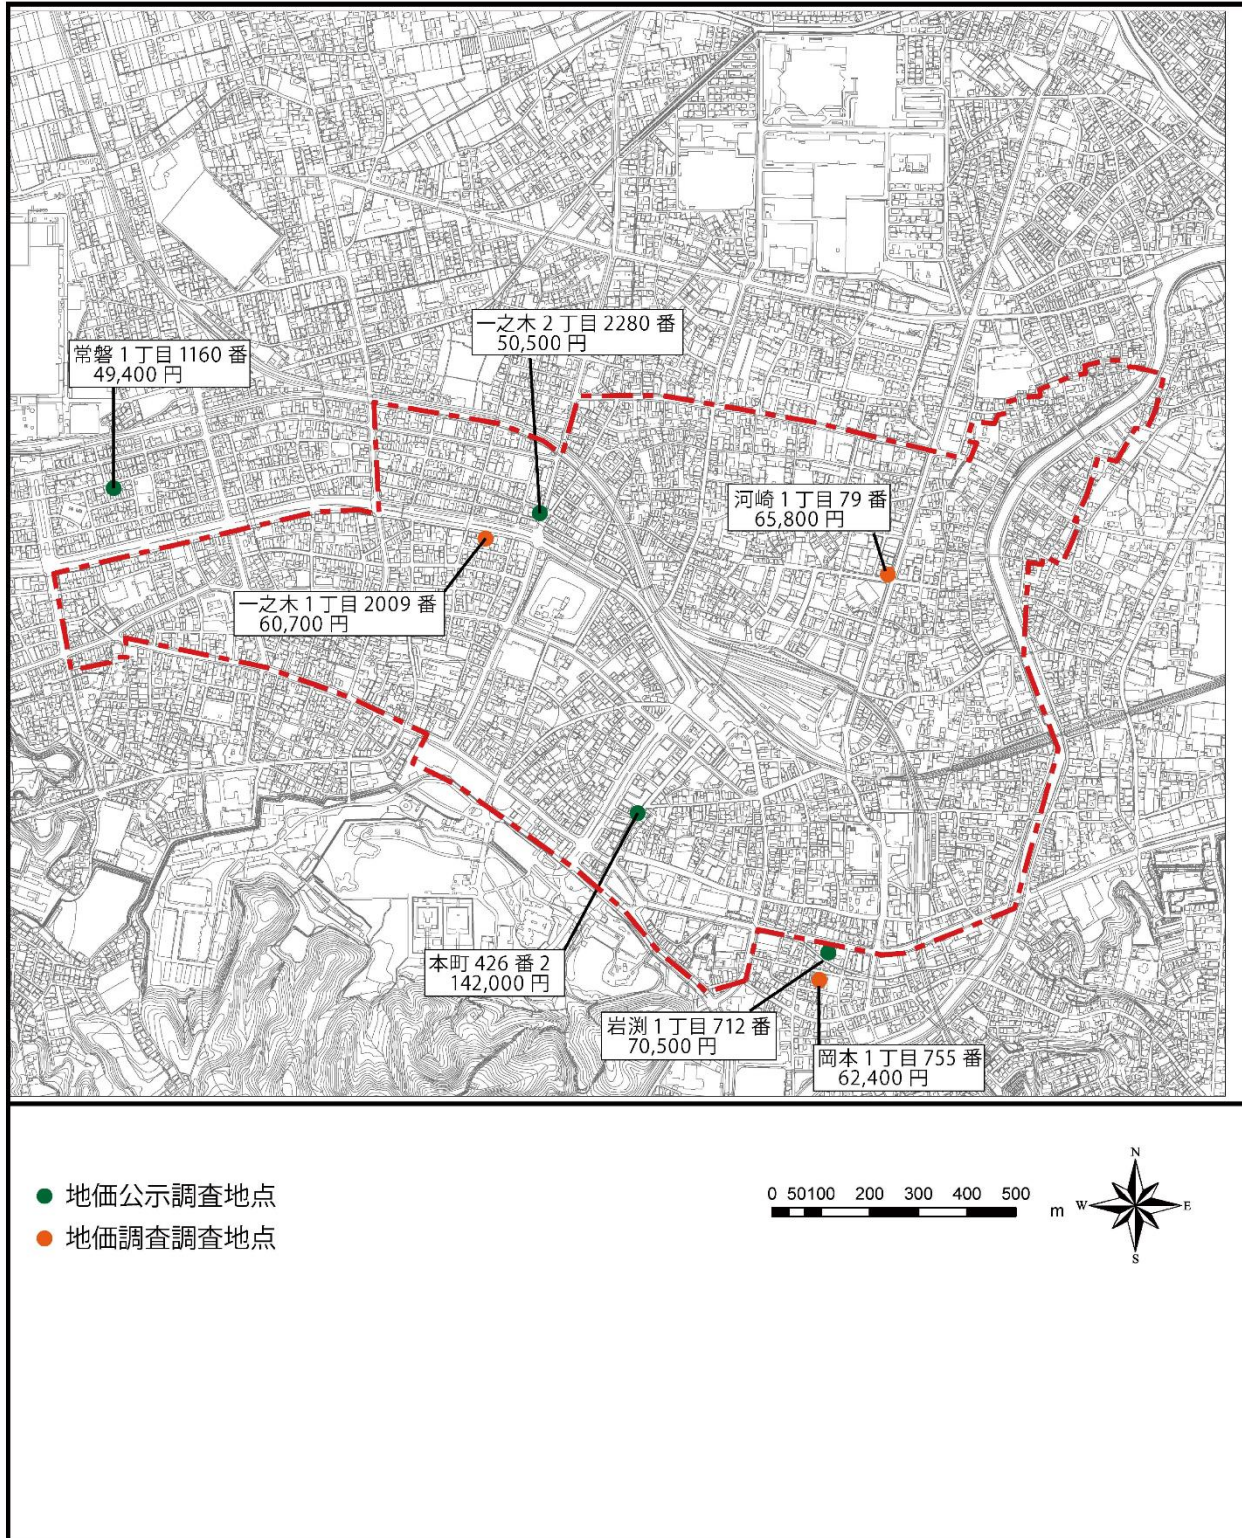 一之木 2 丁目 2280 番
50,500 円
常磐 1 丁目 1160 番
49,400 円
河崎 1 丁目 79 番
65,800 円
一之木 1 丁目 2009 番
60,700 円
本町 426 番 2
142,000 円
岩渕 1 丁目 712 番
70,500 円
岡本 1 丁目 755 番
62,400 円
地価公示調査地点
地価調査調査地点
0 50 100 200 300 400 500 m
N
W E
S